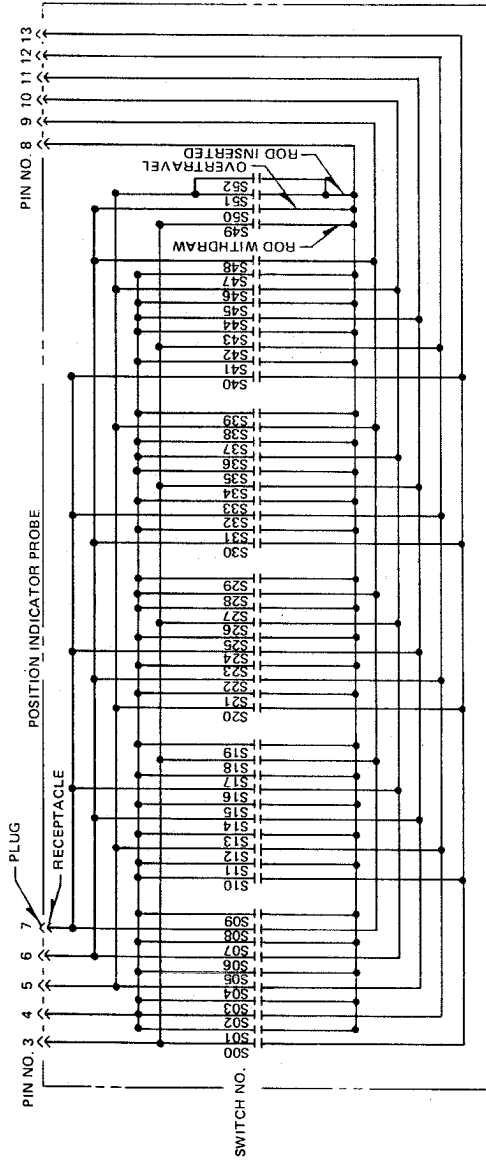 POSITION INDICATOR PROBE
PLUG
RECEPTACLE
PIN NO. 3 4 5 6 7
PIN NO. 8 9 10 11 12 13
SWITCH NO.
S00 S01 S02 S03 S04 S05 S06 S07 S08 S09
S10 S11 S12 S13 S14 S15 S16 S17 S18 S19
S20 S21 S22 S23 S24 S25 S26 S27 S28 S29
S30 S31 S32 S33 S34 S35 S36 S37 S38 S39
S40 S41 S42 S43 S44 S45 S46 S47 S48
S49 S50 S51 S52
ROD WITHDRAW
OVERTRAVEL
ROD INSERTED